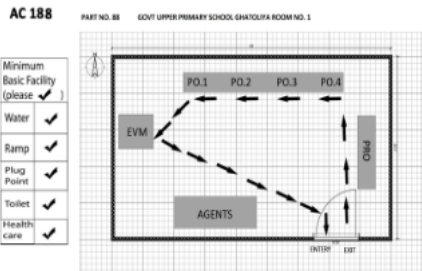 AC 188
PART NO. 88 GOVT UPPER PRIMARY SCHOOL GHATOLIYA ROOM NO. 1
Minimum
Basic Facility
(please ✔ )
Water ✔
Ramp ✔
Plug
Point ✔
Toilet ✔
Health
care ✔
PO.1 PO.2 PO.3 PO.4
EVM
PRO
AGENTS
ENTERY EXIT